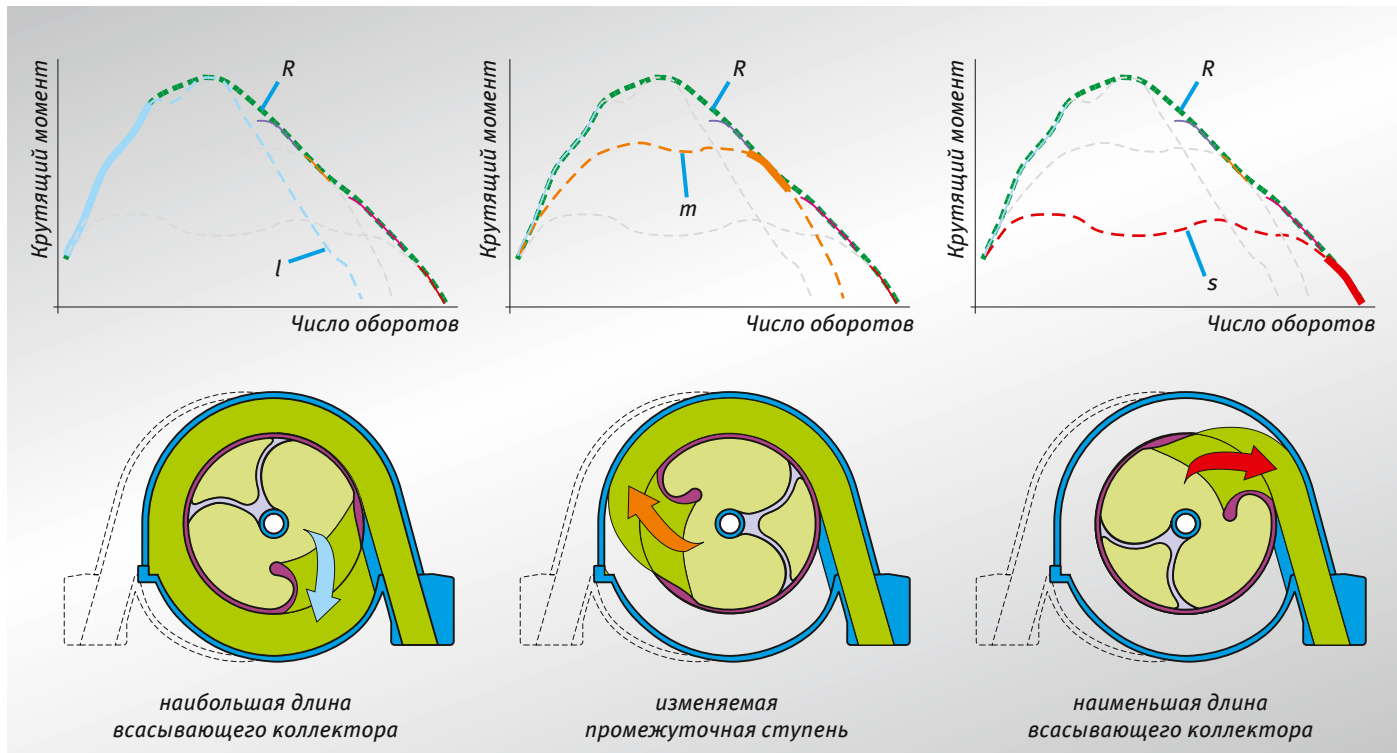 Крутящий момент
R
l
Число оборотов
Крутящий момент
R
m
Число оборотов
Крутящий момент
R
s
Число оборотов
наибольшая длина
всасывающего коллектора
изменяемая
промежуточная ступень
наименьшая длина
всасывающего коллектора